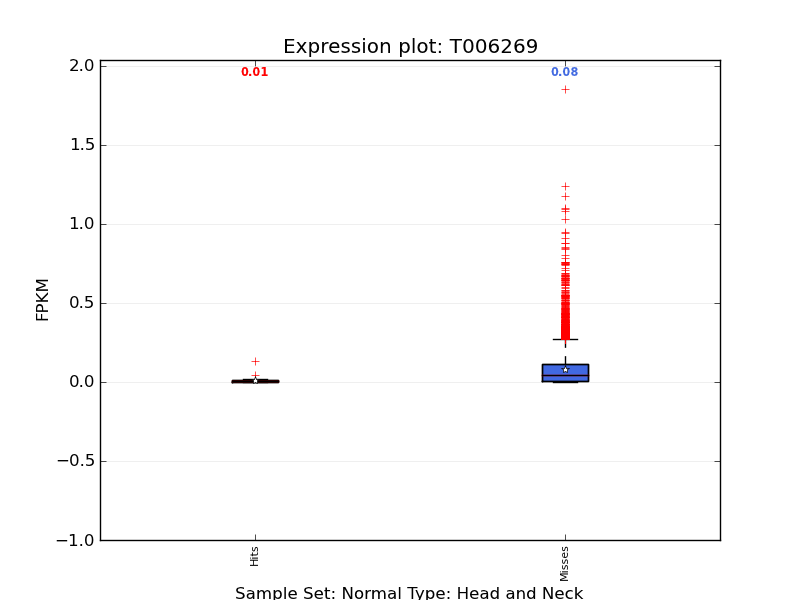 Expression plot: T006269
0.01
0.08
2.0
1.5
1.0
0.5
0.0
−0.5
−1.0
FPKM
Hits
Misses
Sample Set: Normal Type: Head and Neck